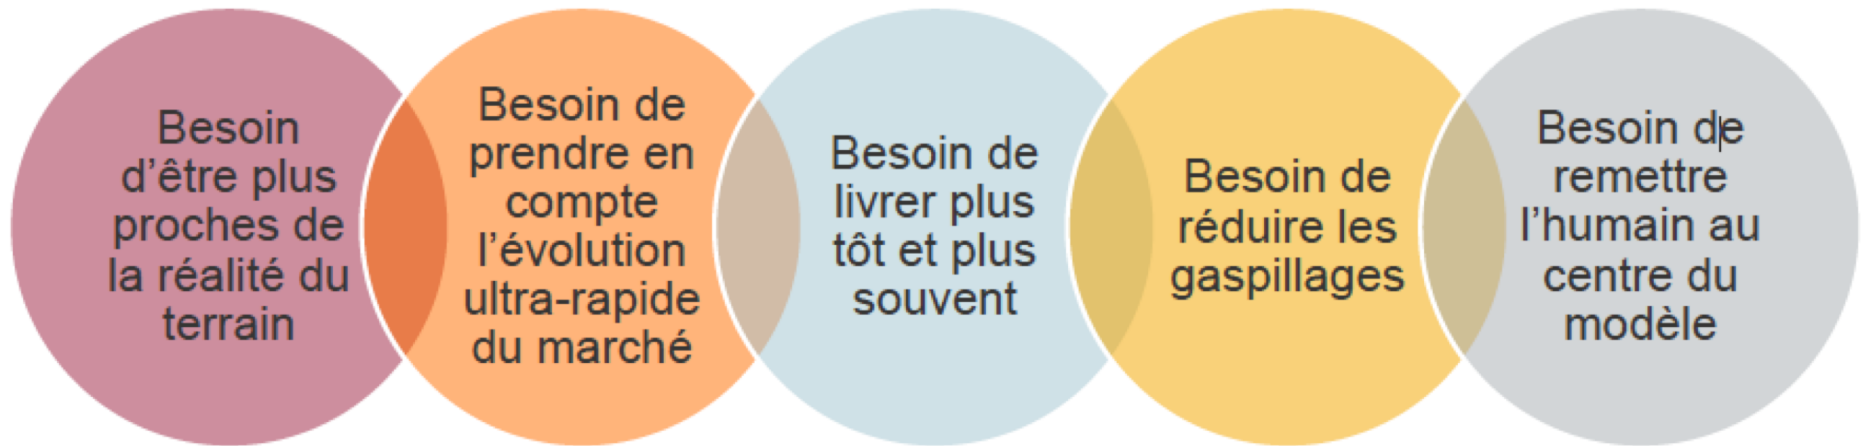 Besoin
d’être plus
proches de
la réalité du
terrain
Besoin de
prendre en
compte
l’évolution
ultra-rapide
du marché
Besoin de
livrer plus
tôt et plus
souvent
Besoin de
réduire les
gaspillages
Besoin de
remettre
l’humain au
centre du
modèle